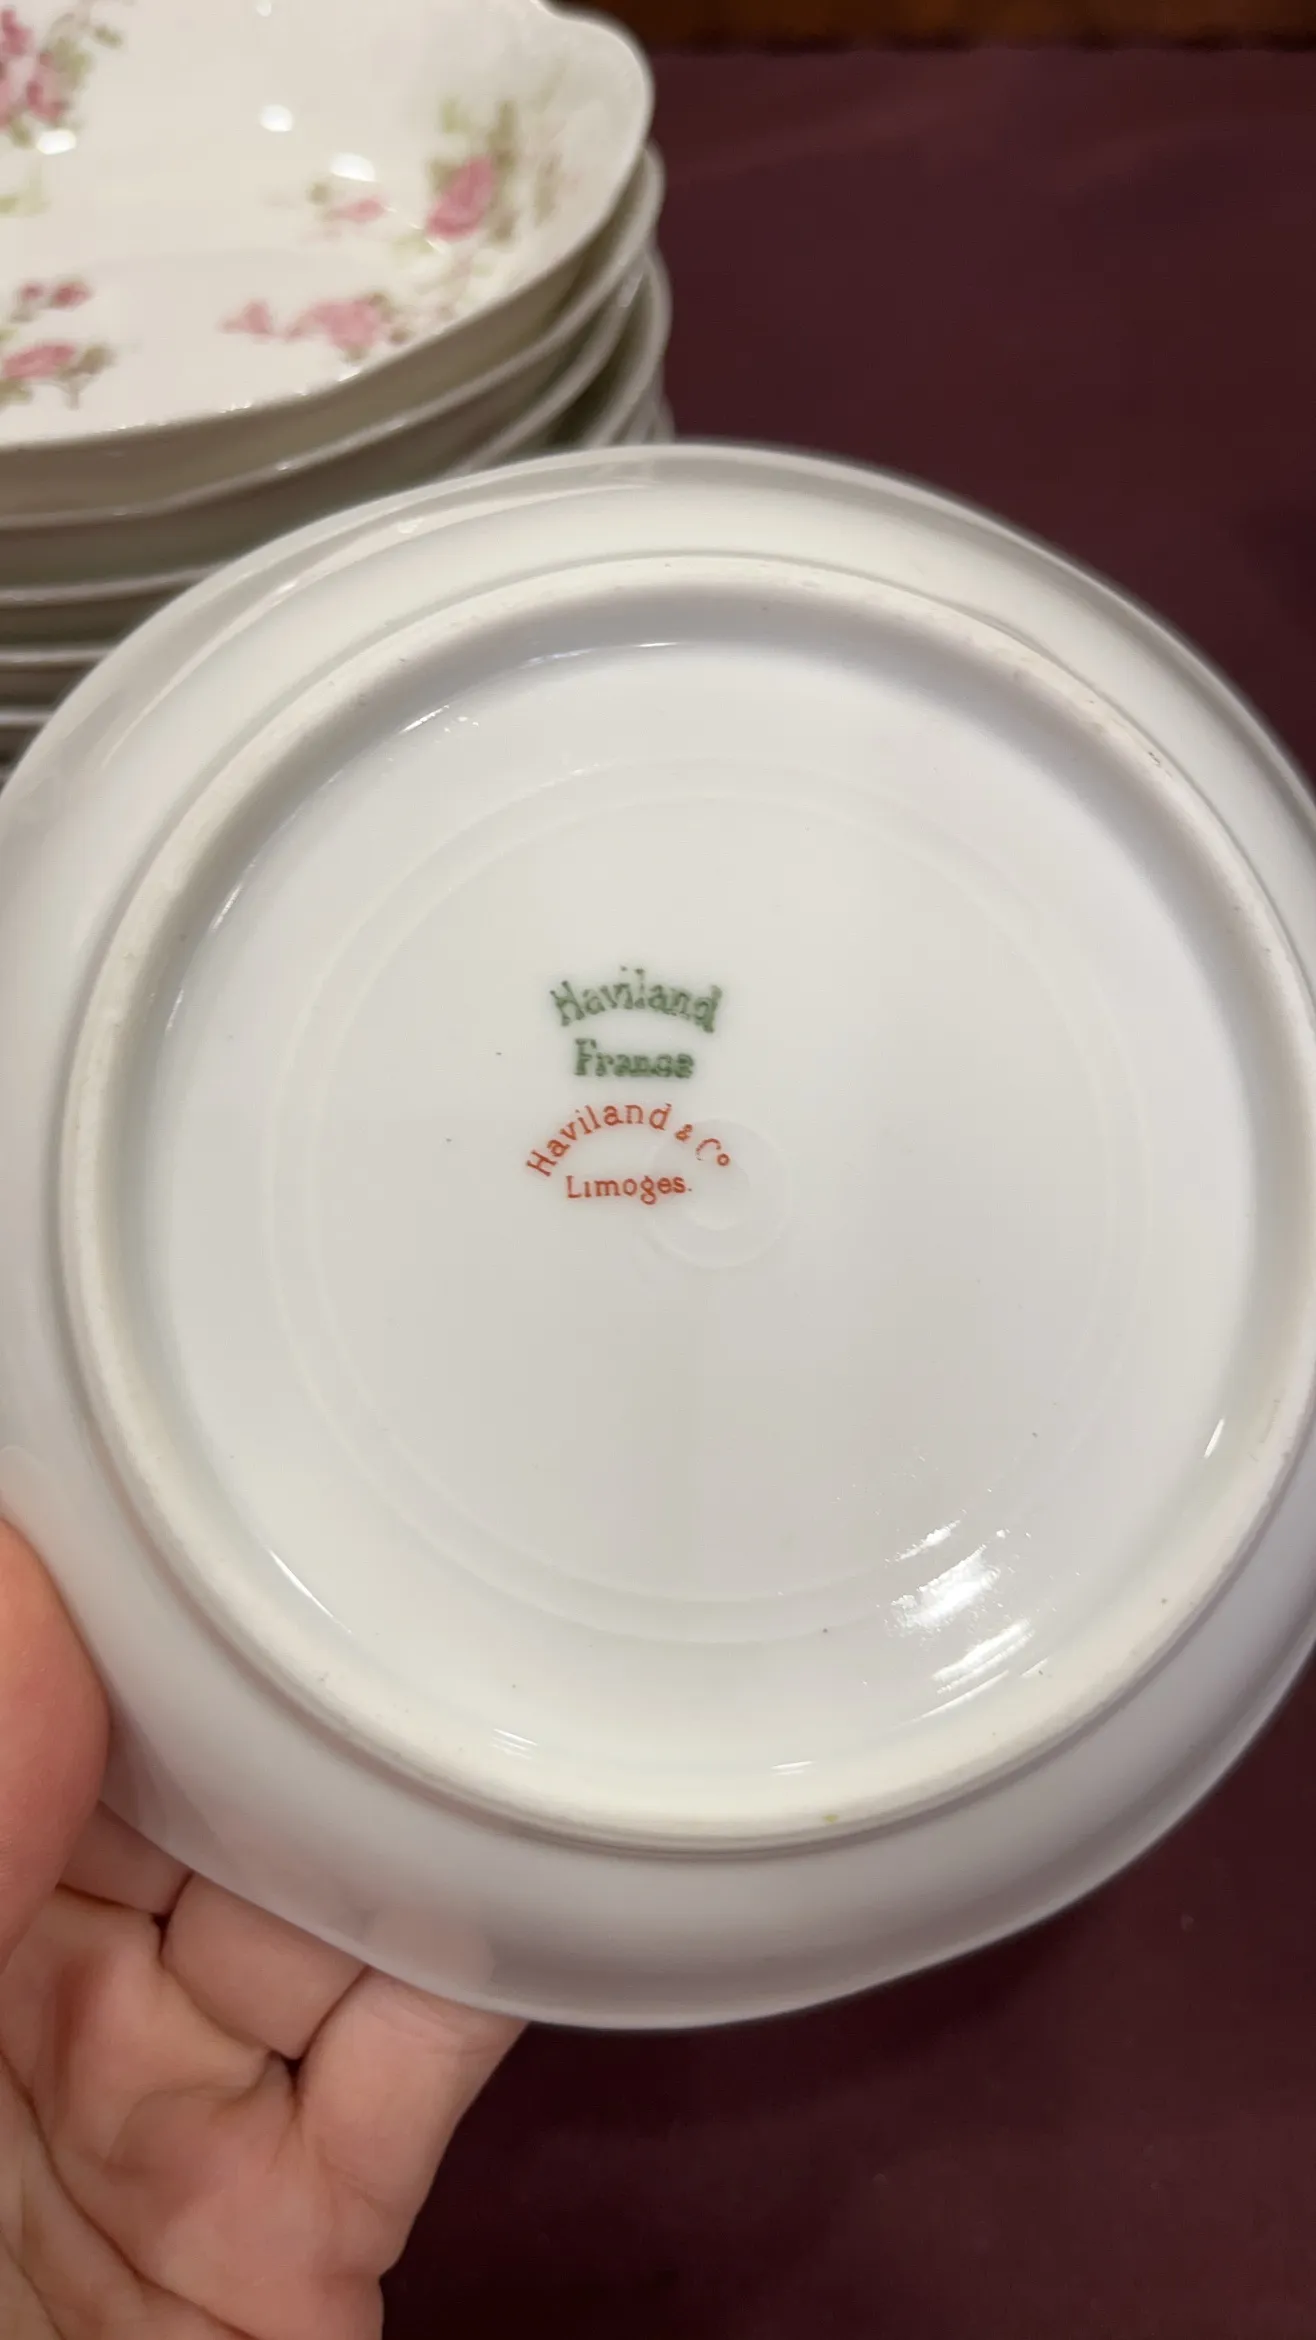 Haviland
France
Haviland & Co
Limoges.